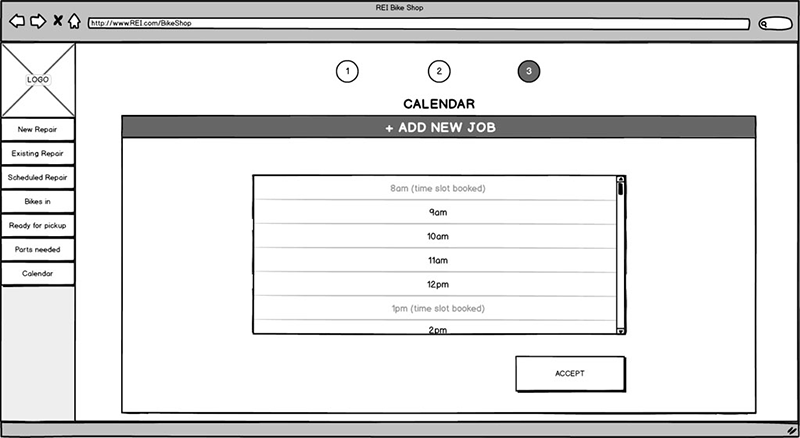 REI Bike Shop
http://www.REI.com/BikeShop
LOGO
New Repair
Existing Repair
Scheduled Repair
Bikes in
Ready for pickup
Parts needed
Calendar
1
2
3
CALENDAR
+ ADD NEW JOB
8am (time slot booked)
9am
10am
11am
12pm
1pm (time slot booked)
2pm
ACCEPT